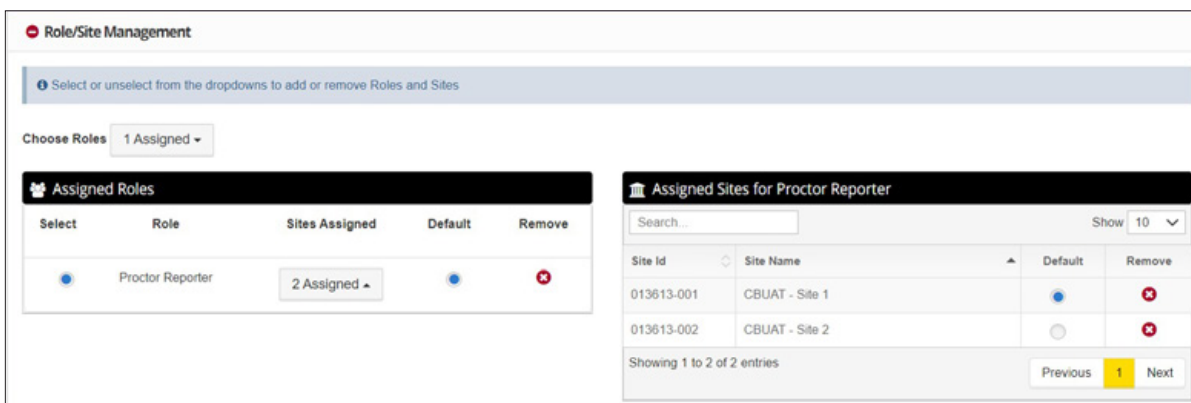 Role/Site Management
Select or unselect from the dropdowns to add or remove Roles and Sites
Choose Roles 1 Assigned
Assigned Roles
Select Role Sites Assigned Default Remove
Proctor Reporter 2 Assigned
Assigned Sites for Proctor Reporter
Search... Show 10
Site Id Site Name Default Remove
013613-001 CBUAT - Site 1
013613-002 CBUAT - Site 2
Showing 1 to 2 of 2 entries
Previous 1 Next